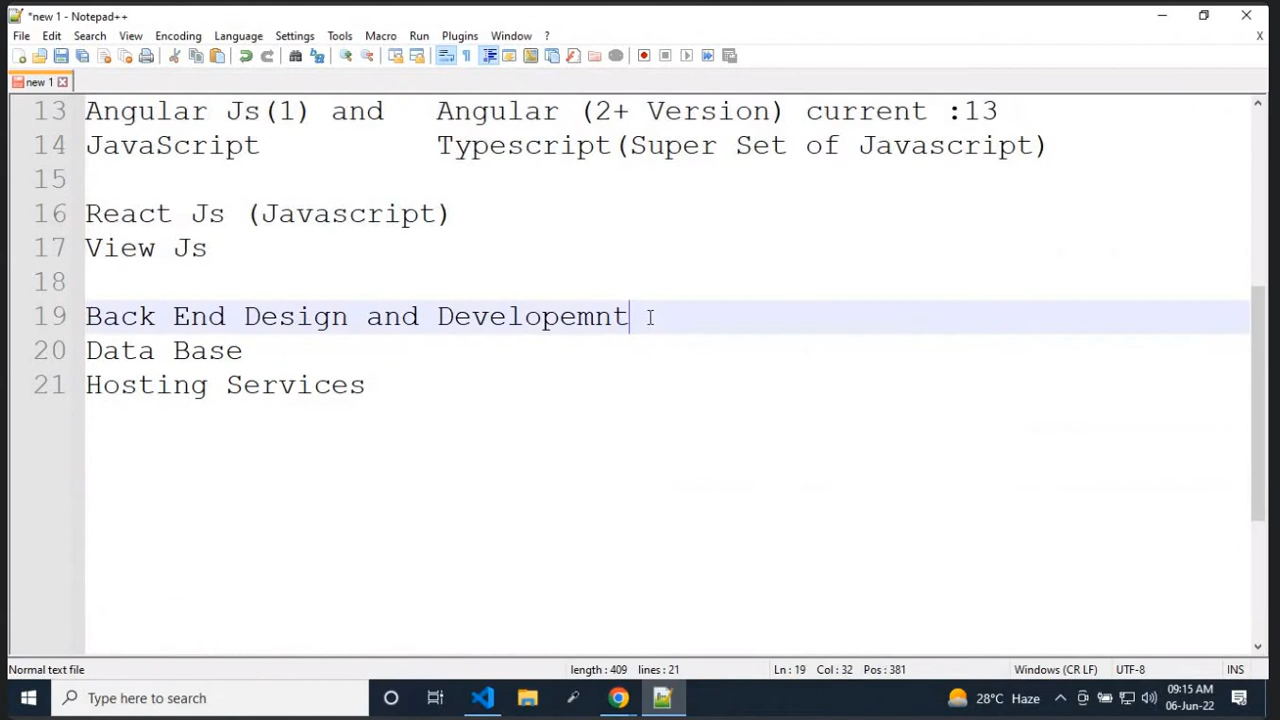 *new 1 - Notepad++
File Edit Search View Encoding Language Settings Tools Macro Run Plugins Window ? X
new 1
13 Angular Js(1) and   Angular (2+ Version) current :13
14 JavaScript          Typescript(Super Set of Javascript)
15
16 React Js (Javascript)
17 View Js
18
19 Back End Design and Developemnt
20 Data Base
21 Hosting Services
Normal text file length : 409 lines : 21 Ln : 19 Col : 32 Pos : 381 Windows (CR LF) UTF-8 INS
Type here to search 28°C Haze 09:15 AM
06-Jun-22